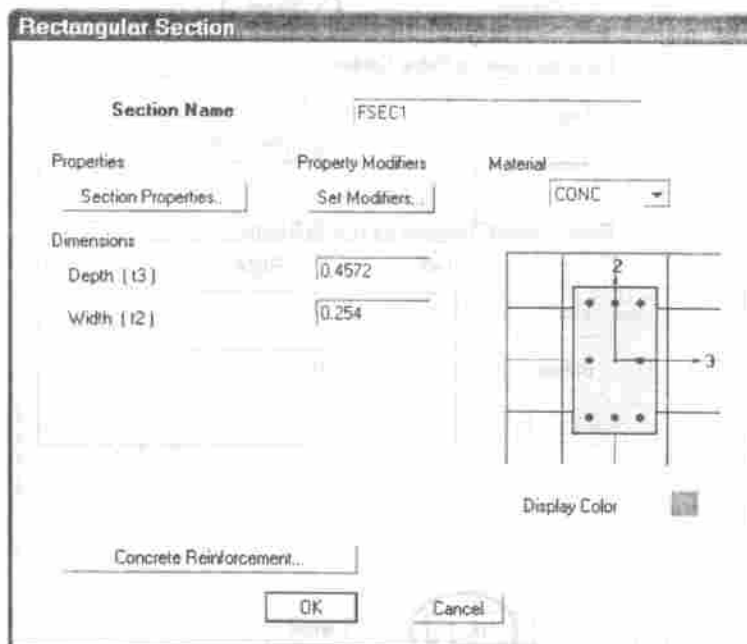 Rectangular Section
Section Name FSEC1
Properties Property Modifiers Material
Section Properties.. Set Modifiers... CONC
Dimensions
Depth ( t3 ) 0.4572
Width ( t2 ) 0.254
2
3
Display Color
Concrete Reinforcement...
OK Cancel